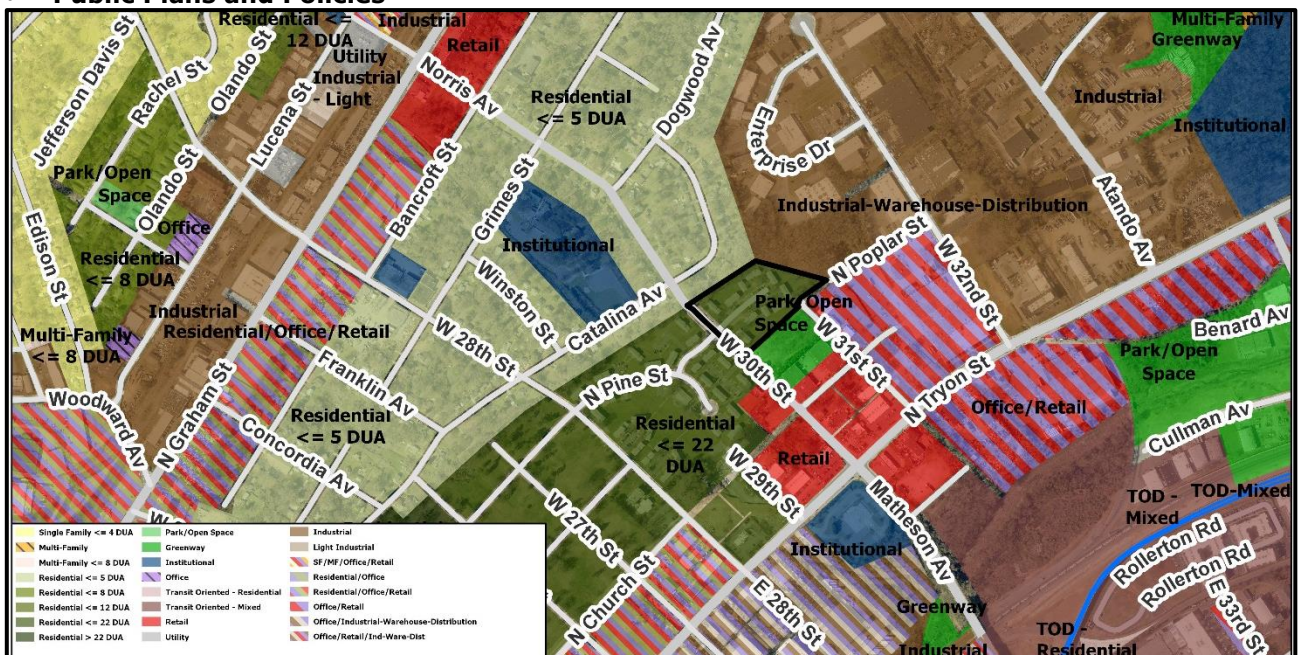 Public Plans and Policies
Residential <=
12 DUA
Industrial
Retail
Utility
Industrial
- Light
Multi-Family
Greenway
Jefferson Davis St
Rachel St
Olando St
Lucena St
Norris Av
Residential
<= 5 DUA
Dogwood Av
Enterprise Dr
Industrial
Institutional
Park/Open
Space
Olando St
Office
Bancroft St
Grimes St
Institutional
Industrial-Warehouse-Distribution
Atando Av
Edison St
Residential
<= 8 DUA
Winston St
Catalina Av
N Poplar St
W 32nd St
Park/Open
Space
Industrial
Residential/Office/Retail
Multi-Family
<= 8 DUA
W 28th St
W 30th St
W 31st St
Benard Av
Park/Open
Space
Woodward Av
N Graham St
Franklin Av
N Pine St
N Tryon St
Office/Retail
Concordia Av
Residential
<= 5 DUA
Residential
<= 22
DUA
Cullman Av
Retail
W 29th St
Matheson Av
TOD -
Mixed
TOD-Mixed
W 27th St
Institutional
Rollerton Rd
Rollerton Rd
E 33rd St
N Church St
E 28th St
Greenway
Industrial
TOD -
Residential
Single Family <= 4 DUA
Multi-Family
Multi-Family <= 8 DUA
Residential <= 5 DUA
Residential <= 8 DUA
Residential <= 12 DUA
Residential <= 22 DUA
Residential > 22 DUA
Park/Open Space
Greenway
Institutional
Office
Transit Oriented - Residential
Transit Oriented - Mixed
Retail
Utility
Industrial
Light Industrial
SF/MF/Office/Retail
Residential/Office
Residential/Office/Retail
Office/Retail
Office/Industrial-Warehouse-Distribution
Office/Retail/Ind-Ware-Dist